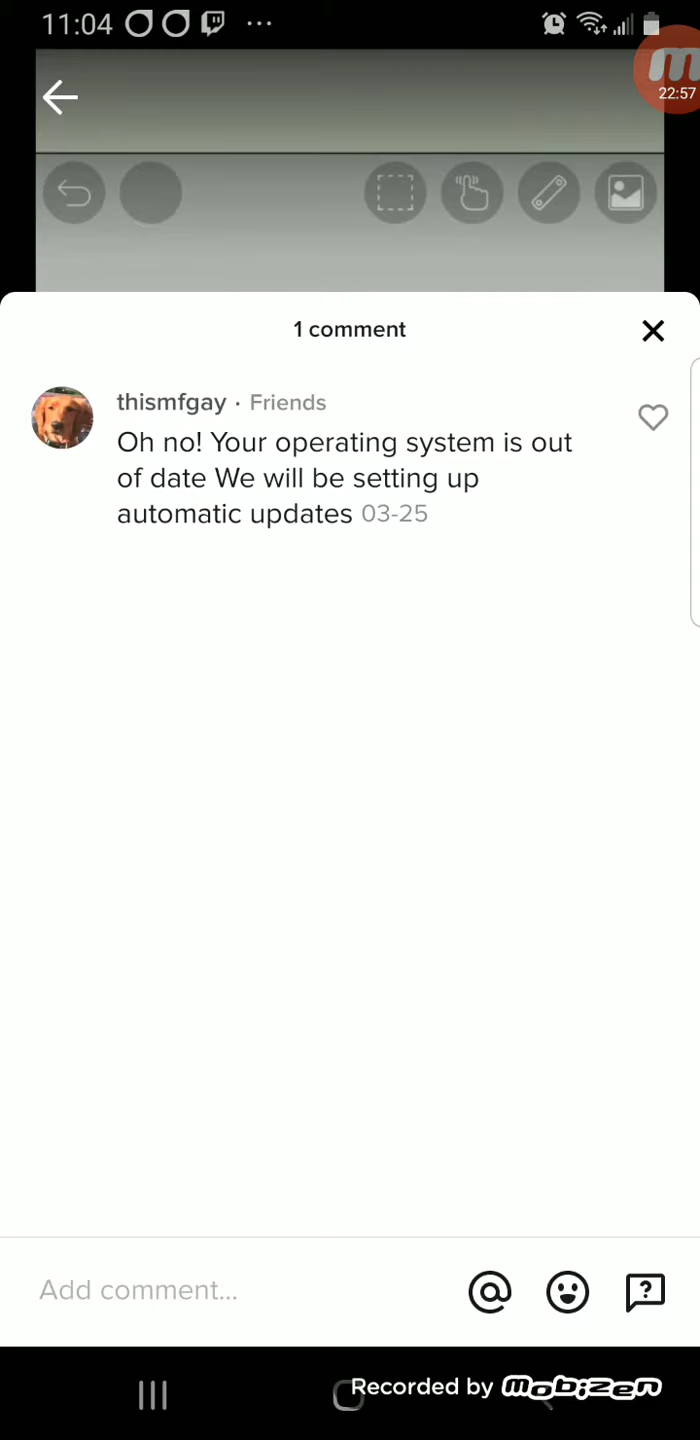 11:04
22:57
1 comment
thismfgay · Friends
Oh no! Your operating system is out
of date We will be setting up
automatic updates 03-25
Add comment...
Recorded by mobizen